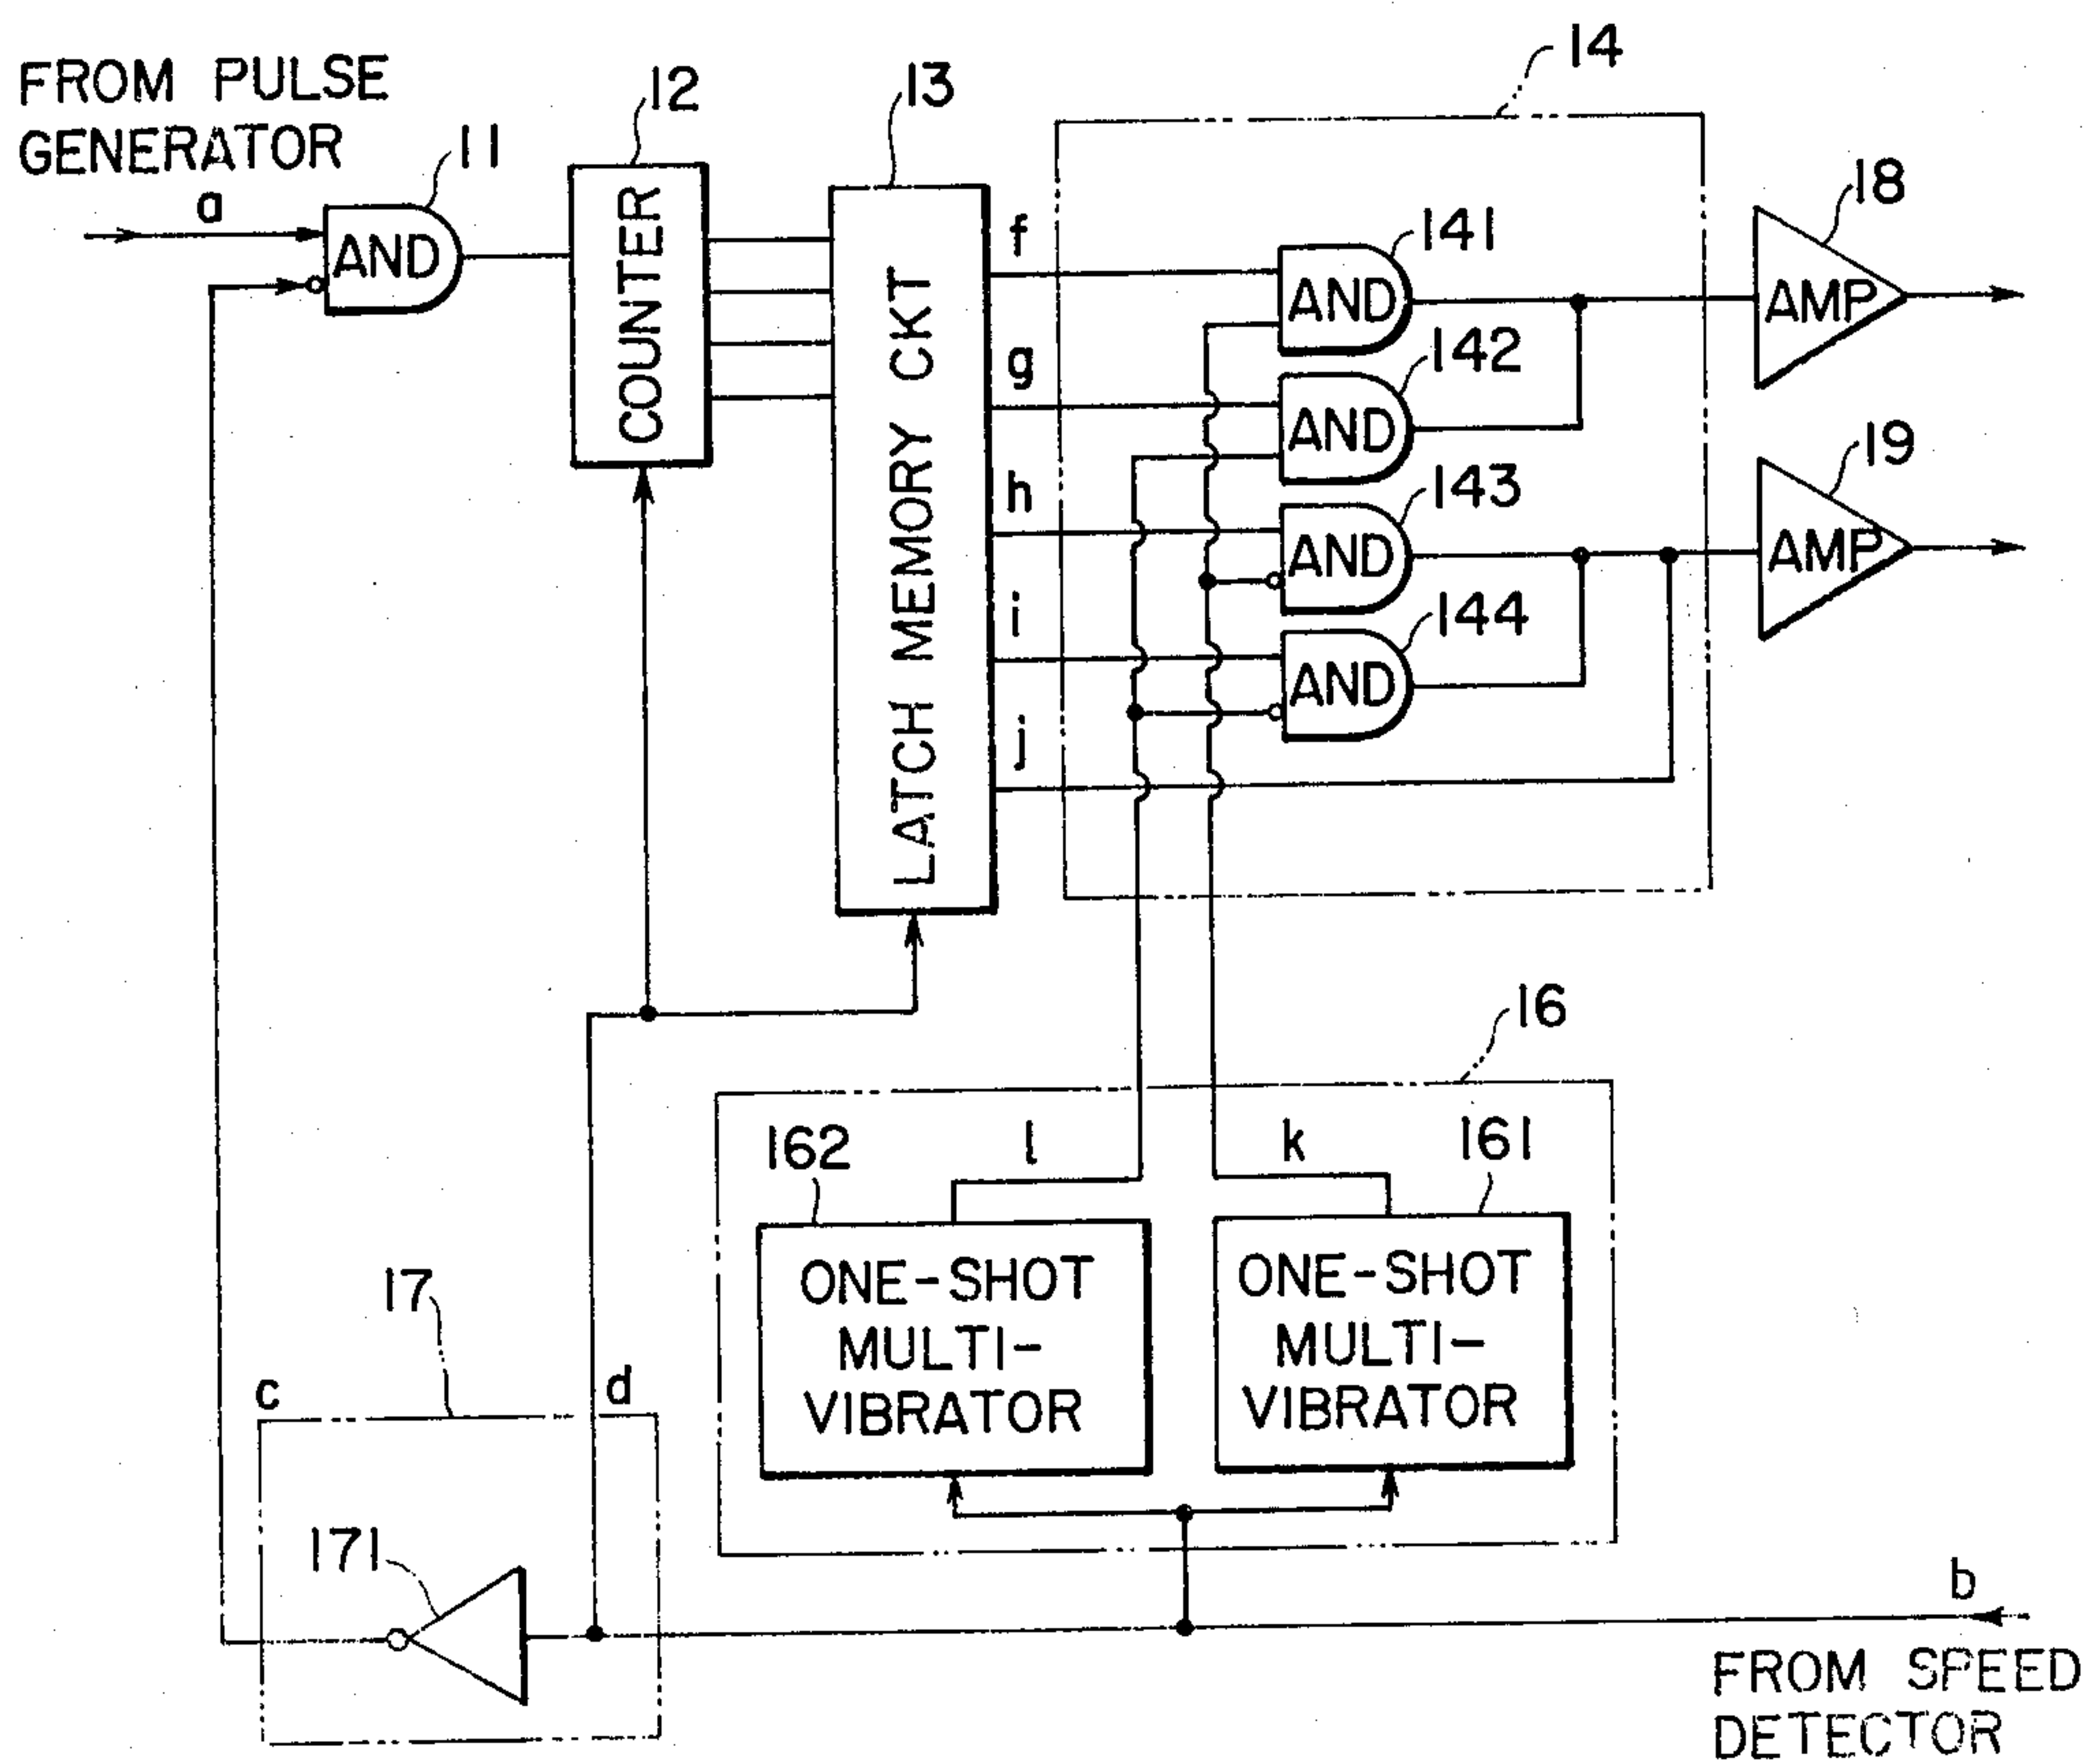 14
FROM PULSE
GENERATOR
12
13
11
a
AND
COUNTER
LATCH MEMORY CKT
f
g
h
i
j
141
AND
142
AND
143
AND
144
AND
18
AMP
19
AMP
16
l
k
162
161
ONE-SHOT
MULTI-
VIBRATOR
ONE-SHOT
MULTI-
VIBRATOR
17
c
d
171
b
FROM SPEED
DETECTOR